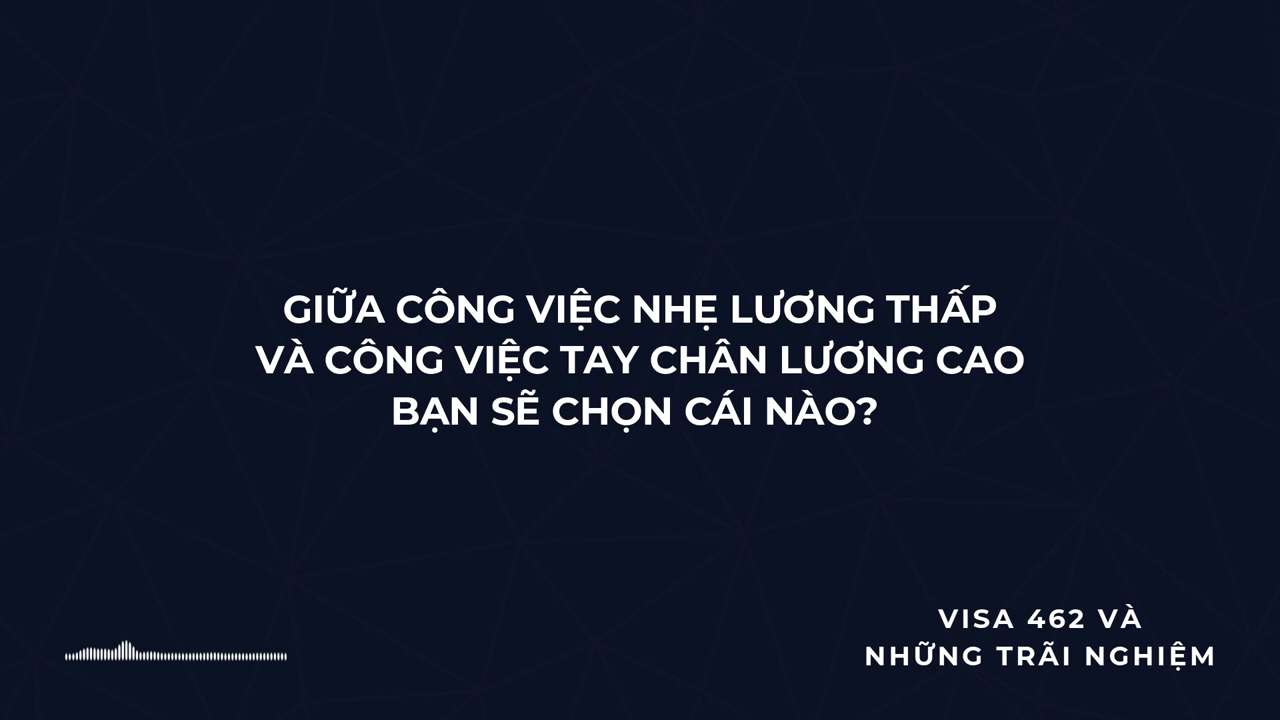 GIỮA CÔNG VIỆC NHẸ LƯƠNG THẤP
VÀ CÔNG VIỆC TAY CHÂN LƯƠNG CAO
BẠN SẼ CHỌN CÁI NÀO?
VISA 462 VÀ
NHỮNG TRÃI NGHIỆM